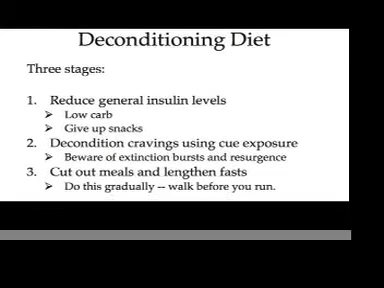 Deconditioning Diet
Three stages:
1. Reduce general insulin levels
➢ Low carb
➢ Give up snacks
2. Decondition cravings using cue exposure
➢ Beware of extinction bursts and resurgence
3. Cut out meals and lengthen fasts
➢ Do this gradually -- walk before you run.